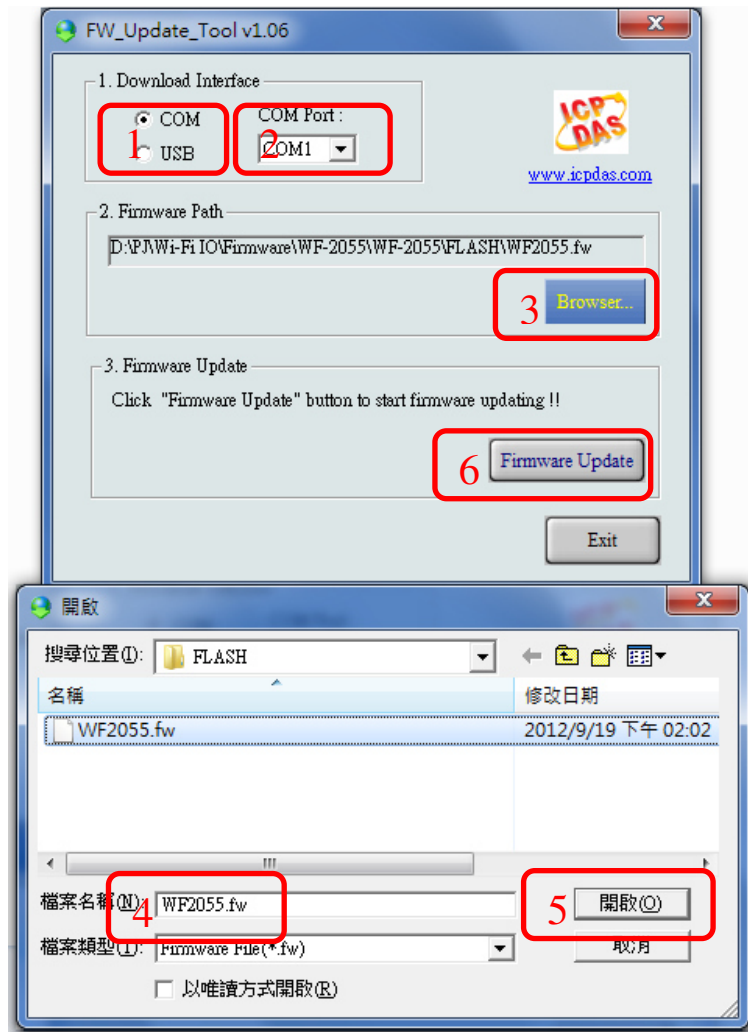 FW_Update_Tool v1.06
1. Download Interface
COM
USB
1
COM Port :
COM1
2
ICP
DAS
www.icpdas.com
2. Firmware Path
D:\PJ\Wi-Fi IO\Firmware\WF-2055\WF-2055\FLASH\WF2055.fw
3
Browser...
3. Firmware Update
Click "Firmware Update" button to start firmware updating !!
6
Firmware Update
Exit
開啟
搜尋位置(I):
FLASH
名稱
修改日期
WF2055.fw
2012/9/19 下午 02:02
檔案名稱(N):
4
WF2055.fw
5
開啟(O)
檔案類型(T):
Firmware File(*.fw)
取消
以唯讀方式開啟(R)